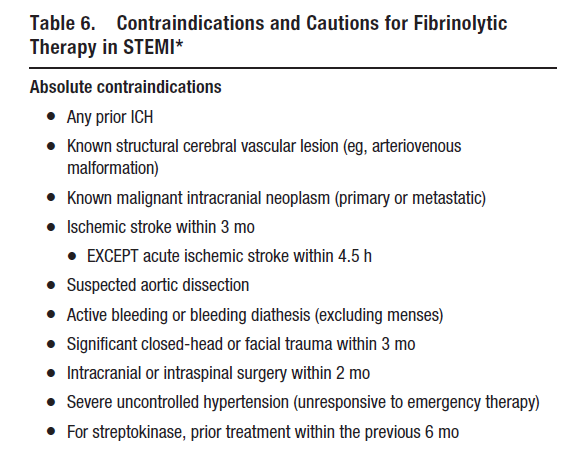 Table 6. Contraindications and Cautions for Fibrinolytic
Therapy in STEMI*
Absolute contraindications
• Any prior ICH
• Known structural cerebral vascular lesion (eg, arteriovenous
malformation)
• Known malignant intracranial neoplasm (primary or metastatic)
• Ischemic stroke within 3 mo
• EXCEPT acute ischemic stroke within 4.5 h
• Suspected aortic dissection
• Active bleeding or bleeding diathesis (excluding menses)
• Significant closed-head or facial trauma within 3 mo
• Intracranial or intraspinal surgery within 2 mo
• Severe uncontrolled hypertension (unresponsive to emergency therapy)
• For streptokinase, prior treatment within the previous 6 mo